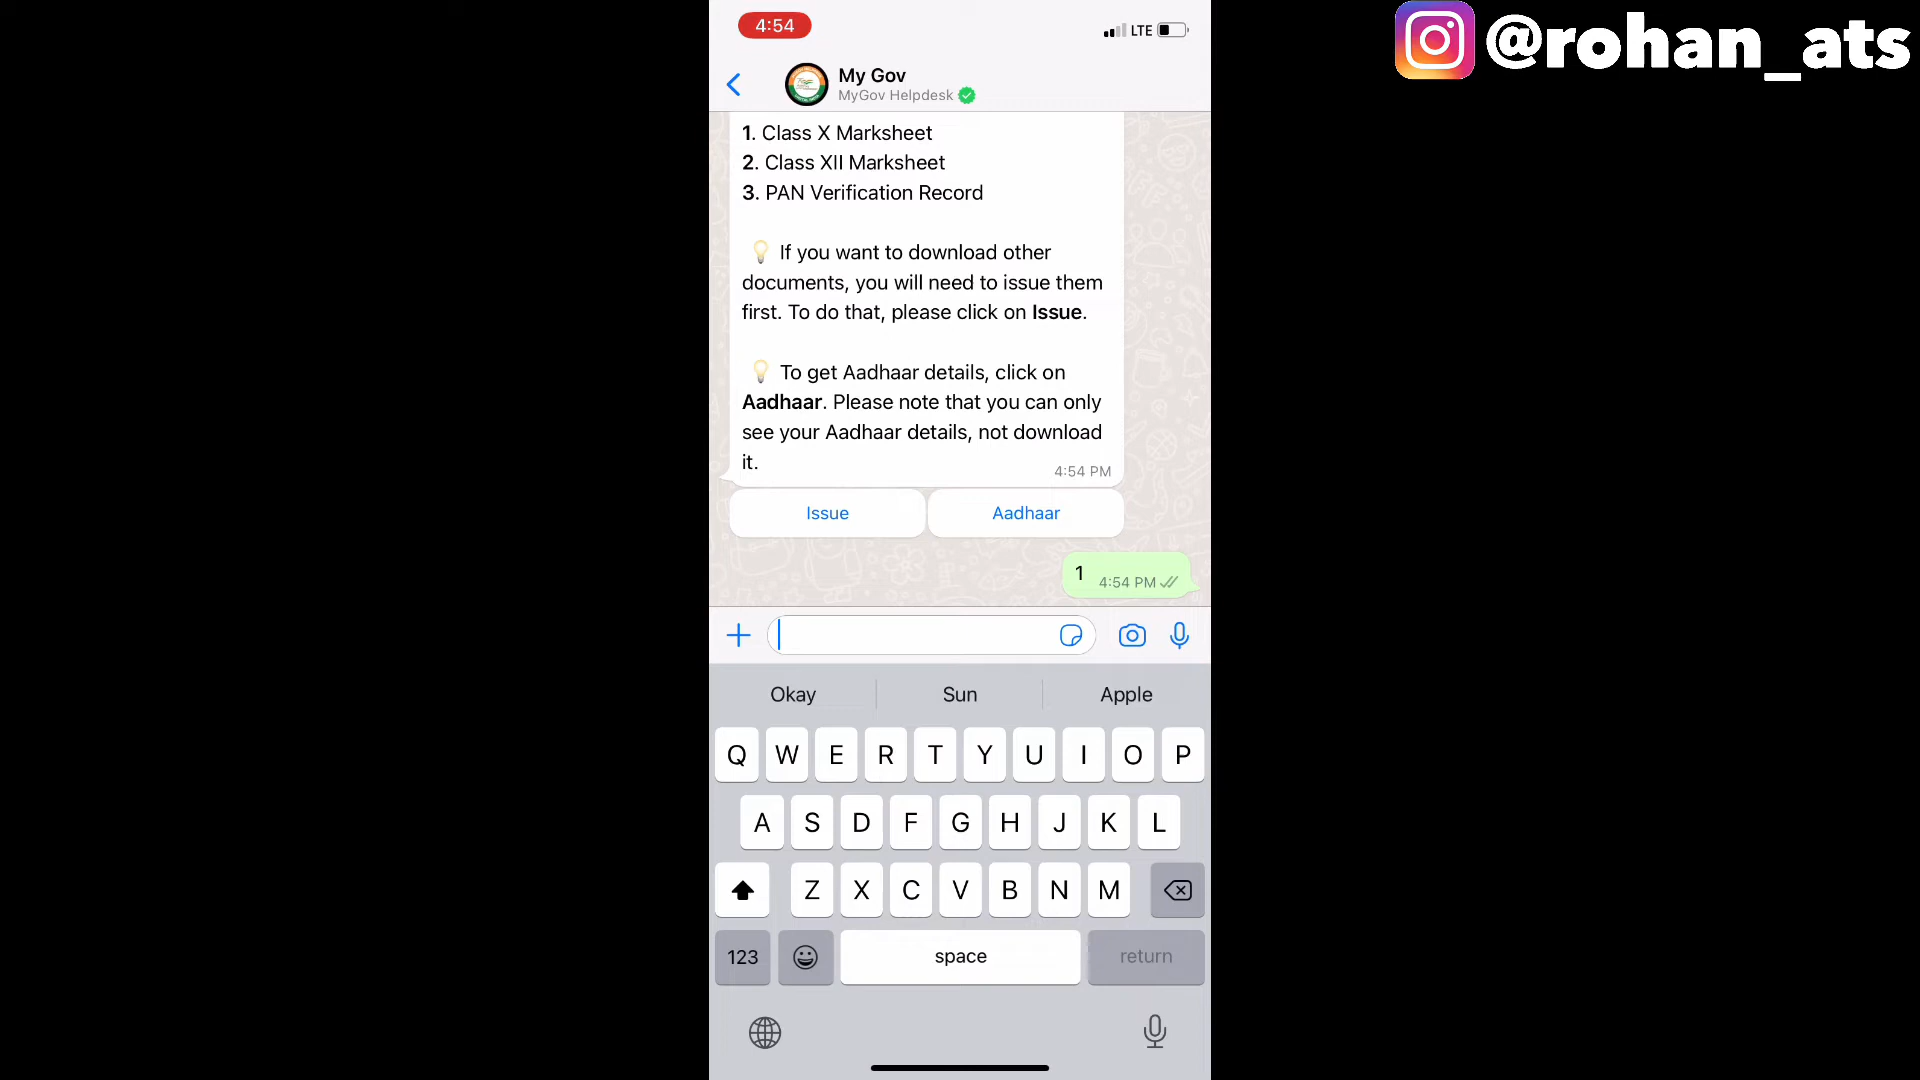 4:54
LTE
@rohan_ats
My Gov
MyGov Helpdesk
1. Class X Marksheet
2. Class XII Marksheet
3. PAN Verification Record
💡 If you want to download other
documents, you will need to issue them
first. To do that, please click on Issue.
💡 To get Aadhaar details, click on
Aadhaar. Please note that you can only
see your Aadhaar details, not download
it.
4:54 PM
Issue
Aadhaar
1 4:54 PM
Okay Sun Apple
Q W E R T Y U I O P
A S D F G H J K L
Z X C V B N M
123 space return